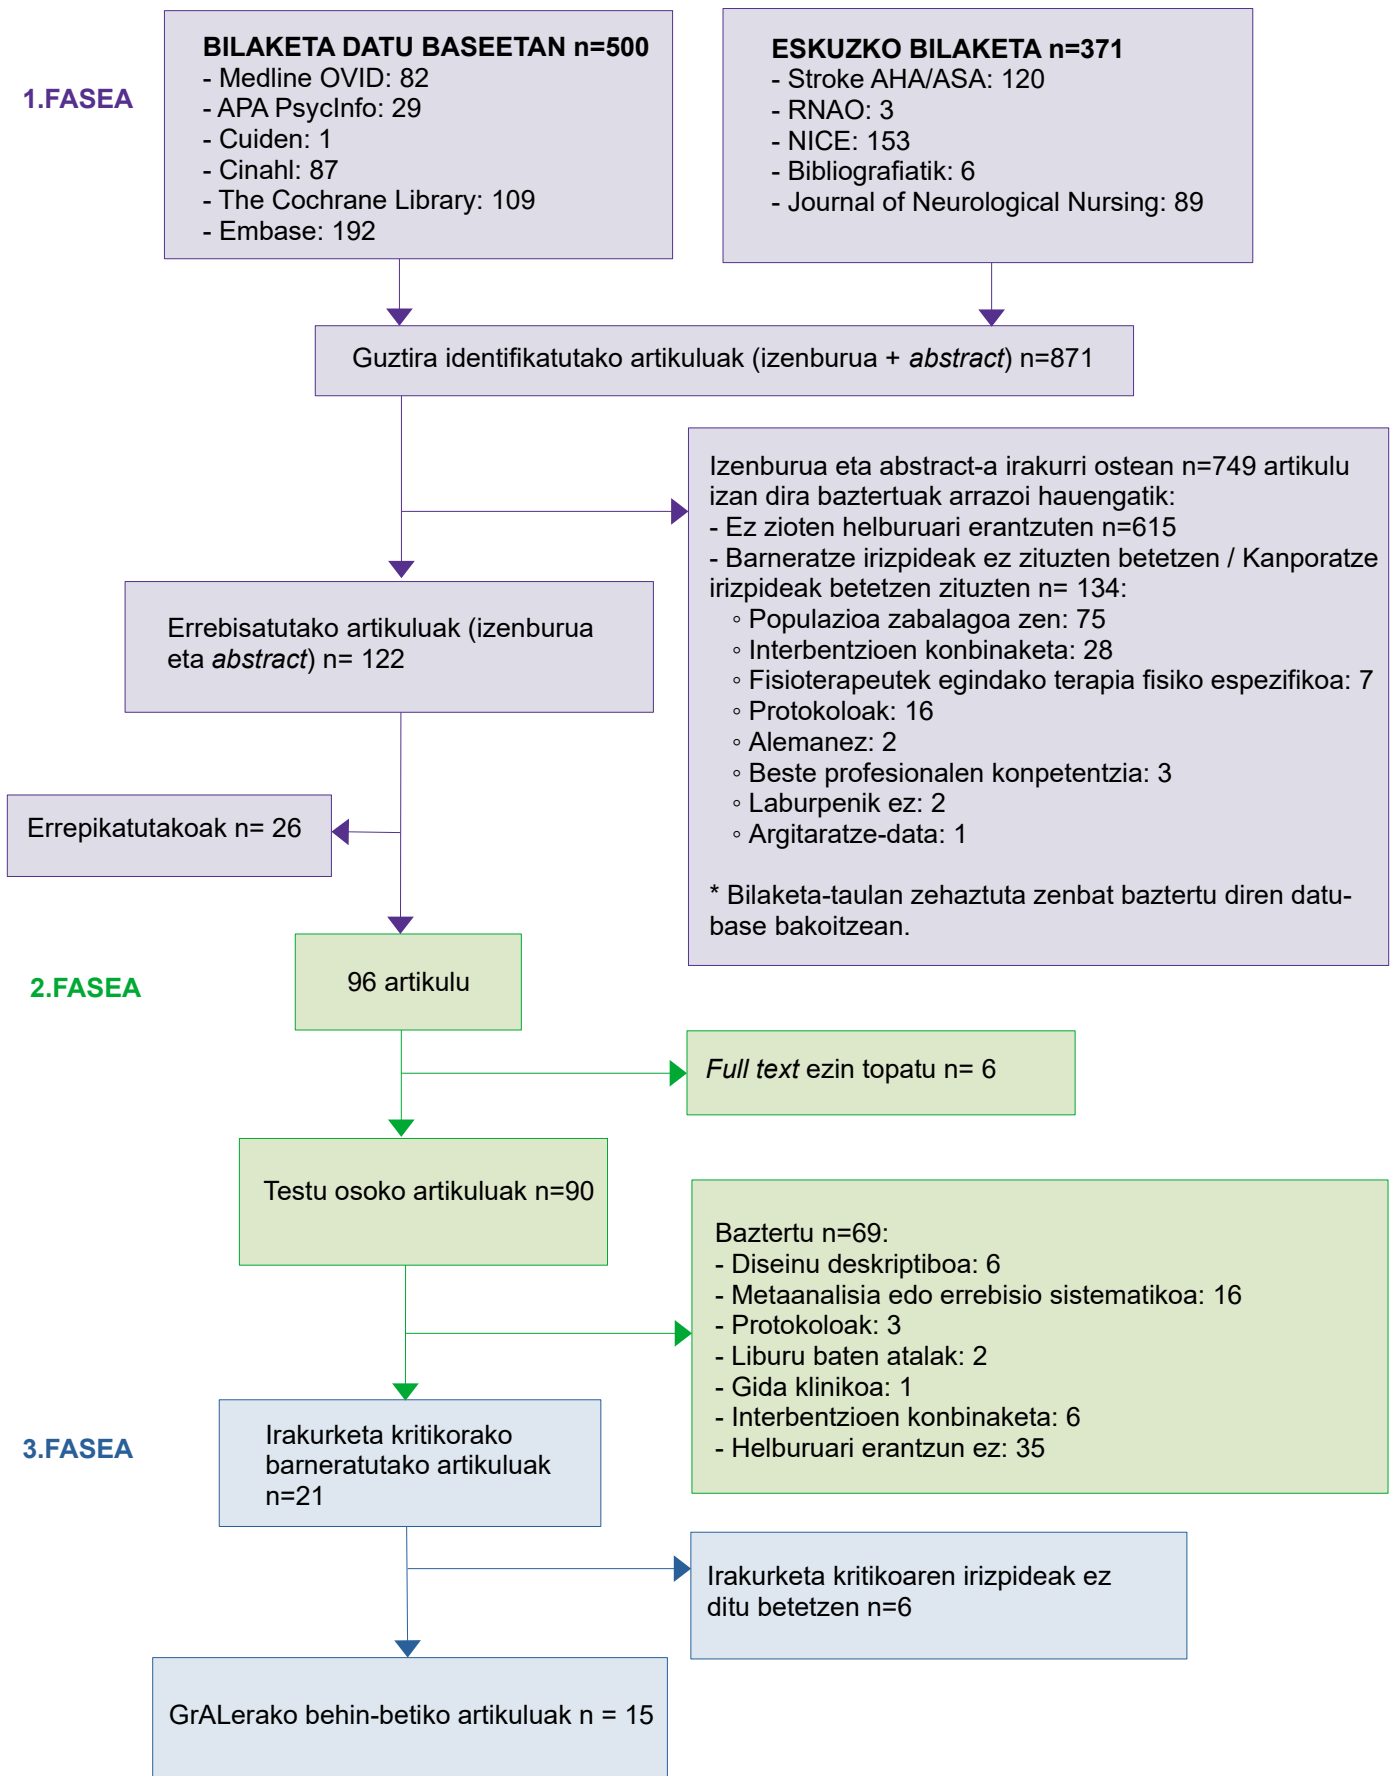 1.FASEA
BILAKETA DATU BASEETAN n=500
- Medline OVID: 82
- APA PsycInfo: 29
- Cuiden: 1
- Cinahl: 87
- The Cochrane Library: 109
- Embase: 192
ESKUZKO BILAKETA n=371
- Stroke AHA/ASA: 120
- RNAO: 3
- NICE: 153
- Bibliografiatik: 6
- Journal of Neurological Nursing: 89
Guztira identifikatutako artikuluak (izenburua + abstract) n=871
Izenburua eta abstract-a irakurri ostean n=749 artikulu
izan dira baztertuak arrazoi hauengatik:
- Ez zioten helburuari erantzuten n=615
- Barneratze irizpideak ez zituzten betetzen / Kanporatze
irizpideak betetzen zituzten n= 134:
◦ Populazioa zabalagoa zen: 75
◦ Interbentzioen konbinaketa: 28
◦ Fisioterapeutek egindako terapia fisiko espezifikoa: 7
◦ Protokoloak: 16
◦ Alemanez: 2
◦ Beste profesionalen konpetentzia: 3
◦ Laburpenik ez: 2
◦ Argitaratze-data: 1
* Bilaketa-taulan zehaztuta zenbat baztertu diren datu-
base bakoitzean.
Errebisatutako artikuluak (izenburua
eta abstract) n= 122
Errepikatutakoak n= 26
2.FASEA
96 artikulu
Full text ezin topatu n= 6
Testu osoko artikuluak n=90
Baztertu n=69:
- Diseinu deskriptiboa: 6
- Metaanalisia edo errebisio sistematikoa: 16
- Protokoloak: 3
- Liburu baten atalak: 2
- Gida klinikoa: 1
- Interbentzioen konbinaketa: 6
- Helburuari erantzun ez: 35
3.FASEA
Irakurketa kritikorako
barneratutako artikuluak
n=21
Irakurketa kritikoaren irizpideak ez
ditu betetzen n=6
GrALerako behin-betiko artikuluak n = 15